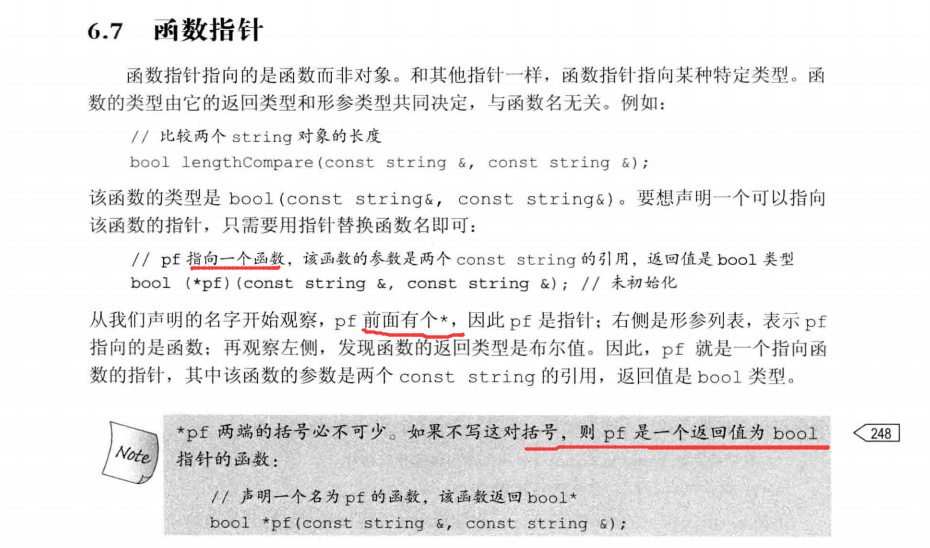 6.7 函数指针
函数指针指向的是函数而非对象。和其他指针一样，函数指针指向某种特定类型。函
数的类型由它的返回类型和形参类型共同决定，与函数名无关。例如：
// 比较两个 string 对象的长度
bool lengthCompare(const string &, const string &);
该函数的类型是 bool(const string&, const string&)。要想声明一个可以指向
该函数的指针，只需要用指针替换函数名即可：
// pf 指向一个函数，该函数的参数是两个 const string 的引用，返回值是 bool 类型
bool (*pf)(const string &, const string &); // 未初始化
从我们声明的名字开始观察，pf 前面有个*，因此 pf 是指针；右侧是形参列表，表示 pf
指向的是函数；再观察左侧，发现函数的返回类型是布尔值。因此，pf 就是一个指向函
数的指针，其中该函数的参数是两个 const string 的引用，返回值是 bool 类型。
*pf 两端的括号必不可少。如果不写这对括号，则 pf 是一个返回值为 bool
248
Note
指针的函数：
// 声明一个名为 pf 的函数，该函数返回 bool*
bool *pf(const string &, const string &);